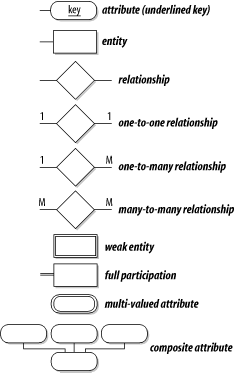 key attribute (underlined key)
entity
relationship
1 1 one-to-one relationship
1 M one-to-many relationship
M M many-to-many relationship
weak entity
full participation
multi-valued attribute
composite attribute